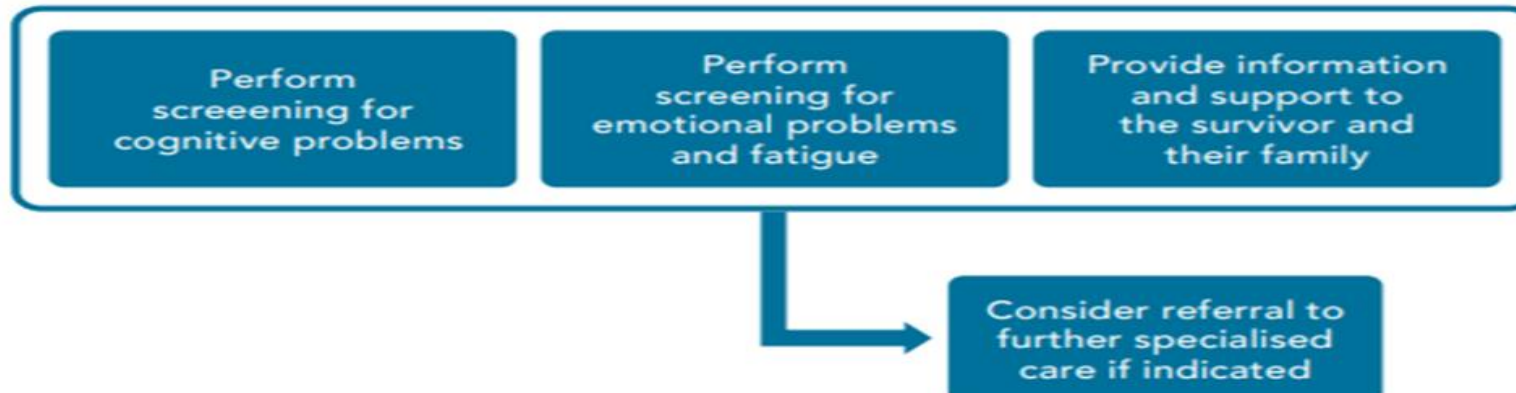 Perform
screeening for
cognitive problems
Perform
screening for
emotional problems
and fatigue
Provide information
and support to
the survivor and
their family
Consider referral to
further specialised
care if indicated